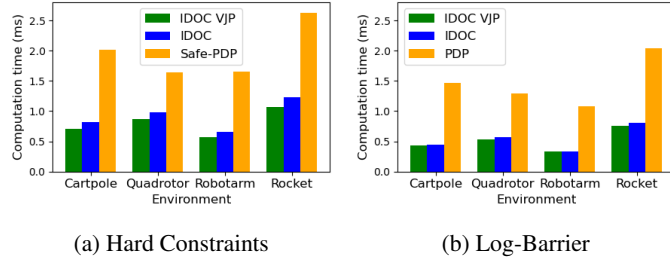 Computation time (ms)
2.5
2.0
1.5
1.0
0.5
0.0
IDOC VJP
IDOC
Safe-PDP
Cartpole Quadrotor Robotarm Rocket
Environment
(a) Hard Constraints
Computation time (ms)
2.5
2.0
1.5
1.0
0.5
0.0
IDOC VJP
IDOC
PDP
Cartpole Quadrotor Robotarm Rocket
Environment
(b) Log-Barrier